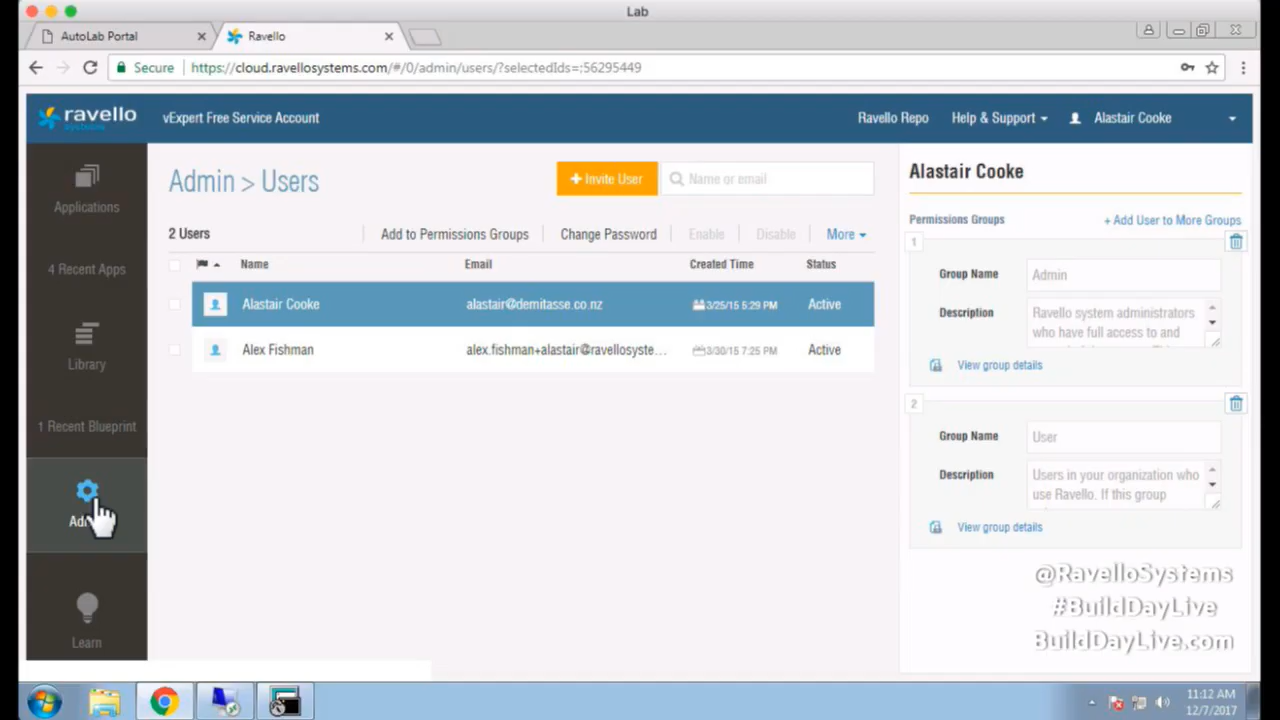 Lab
AutoLab Portal
Ravello
Secure https://cloud.ravellosystems.com/#/0/admin/users/?selectedIds=:56295449
ravello
systems
vExpert Free Service Account
Ravello Repo
Help & Support
Alastair Cooke
Applications
4 Recent Apps
Library
1 Recent Blueprint
Learn
Admin > Users
+ Invite User
Name or email
2 Users
Add to Permissions Groups
Change Password
Enable
Disable
More
Name Email Created Time Status
Alastair Cooke alastair@demitasse.co.nz 3/25/15 5:29 PM Active
Alex Fishman alex.fishman+alastair@ravellosyste... 3/30/15 7:25 PM Active
Alastair Cooke
Permissions Groups
+ Add User to More Groups
1
Group Name Admin
Description Ravello system administrators
who have full access to and
View group details
2
Group Name User
Description Users in your organization who
use Ravello. If this group
View group details
@RavelloSystems
#BuildDayLive
BuildDayLive.com
11:12 AM
12/7/2017